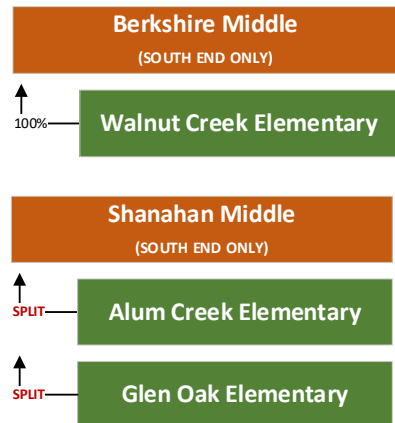 Berkshire Middle
(SOUTH END ONLY)
100%
Walnut Creek Elementary
Shanahan Middle
(SOUTH END ONLY)
SPLIT
Alum Creek Elementary
SPLIT
Glen Oak Elementary